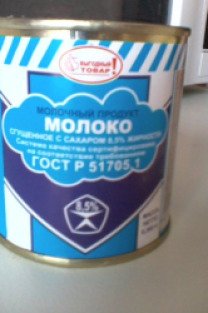 ВЫГОДНЫЙ
ТОВАР!
МОЛОЧНЫЙ ПРОДУКТ
МОЛОКО
СГУЩЕННОЕ С САХАРОМ 8,5% ЖИРНОСТИ
Система качества сертифицирована
на соответствие требованиям
ГОСТ Р 51705.1
8,5%